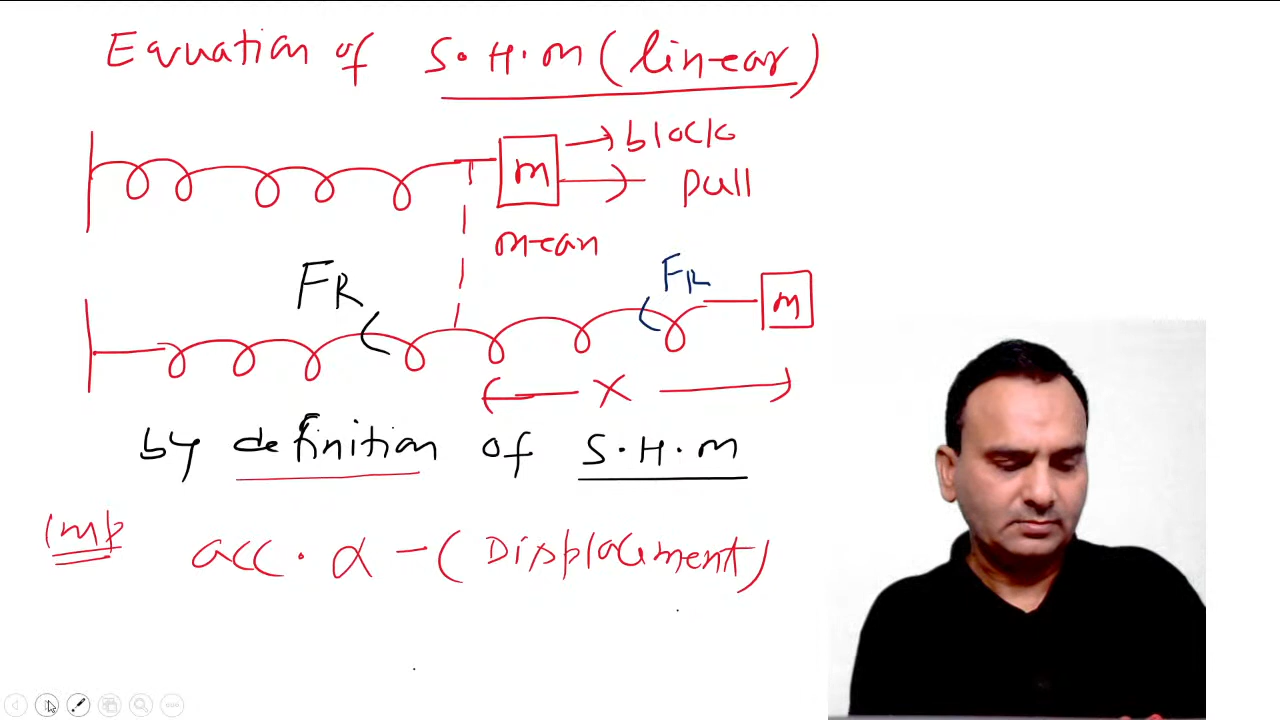 Equation of S.H.M (linear)
m → block
→ pull
mean
FR
FR
m
x
by definition of S.H.M
Imp
acc. α -(Displacement)